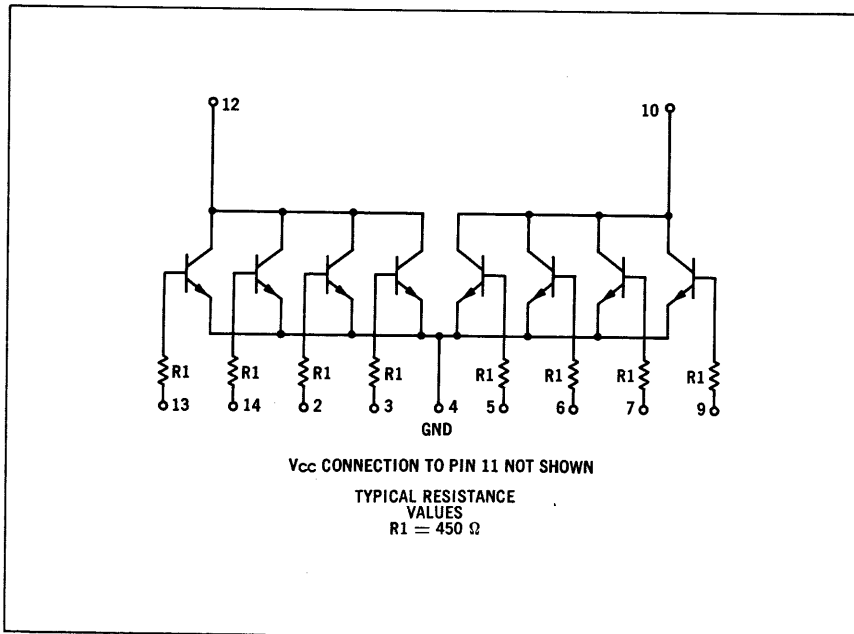 12
10
R1 R1 R1 R1 R1 R1 R1 R1
13 14 2 3 4 5 6 7 9
GND
VCC CONNECTION TO PIN 11 NOT SHOWN
TYPICAL RESISTANCE
VALUES
R1 = 450 Ω